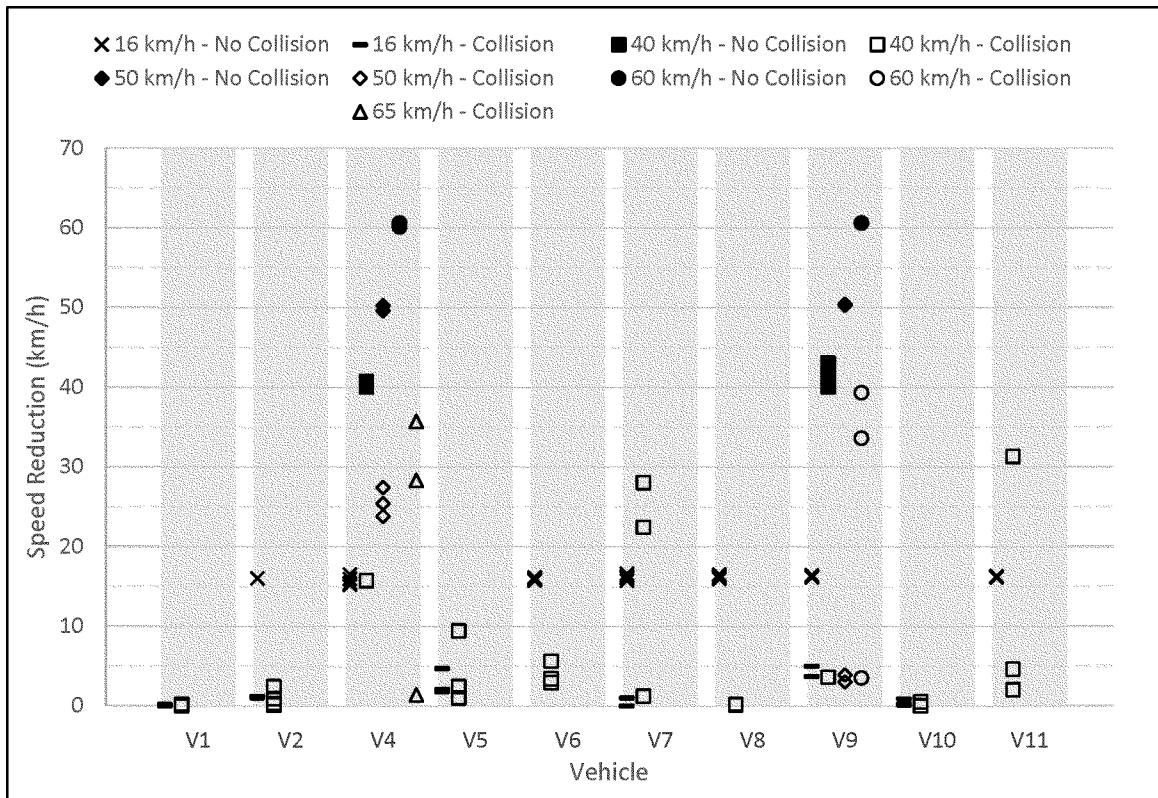 16 km/h - No Collision 16 km/h - Collision 40 km/h - No Collision 40 km/h - Collision
50 km/h - No Collision 50 km/h - Collision 60 km/h - No Collision 60 km/h - Collision
65 km/h - Collision
70
60
50
40
30
20
10
0
Speed Reduction (km/h)
V1 V2 V4 V5 V6 V7 V8 V9 V10 V11
Vehicle